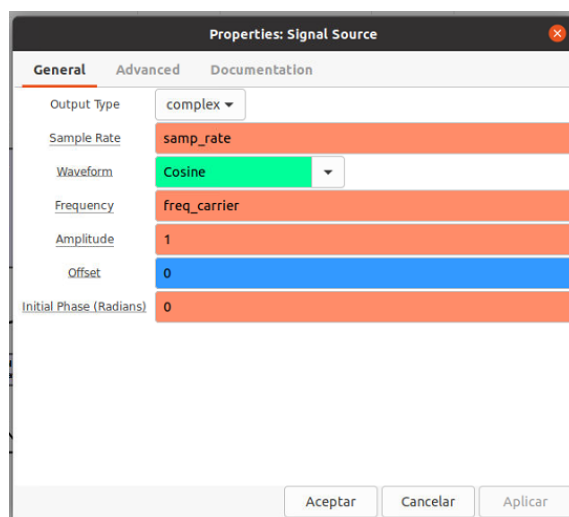 Properties: Signal Source
General Advanced Documentation
Output Type complex
Sample Rate samp_rate
Waveform Cosine
Frequency freq_carrier
Amplitude 1
Offset 0
Initial Phase (Radians) 0
Aceptar Cancelar Aplicar